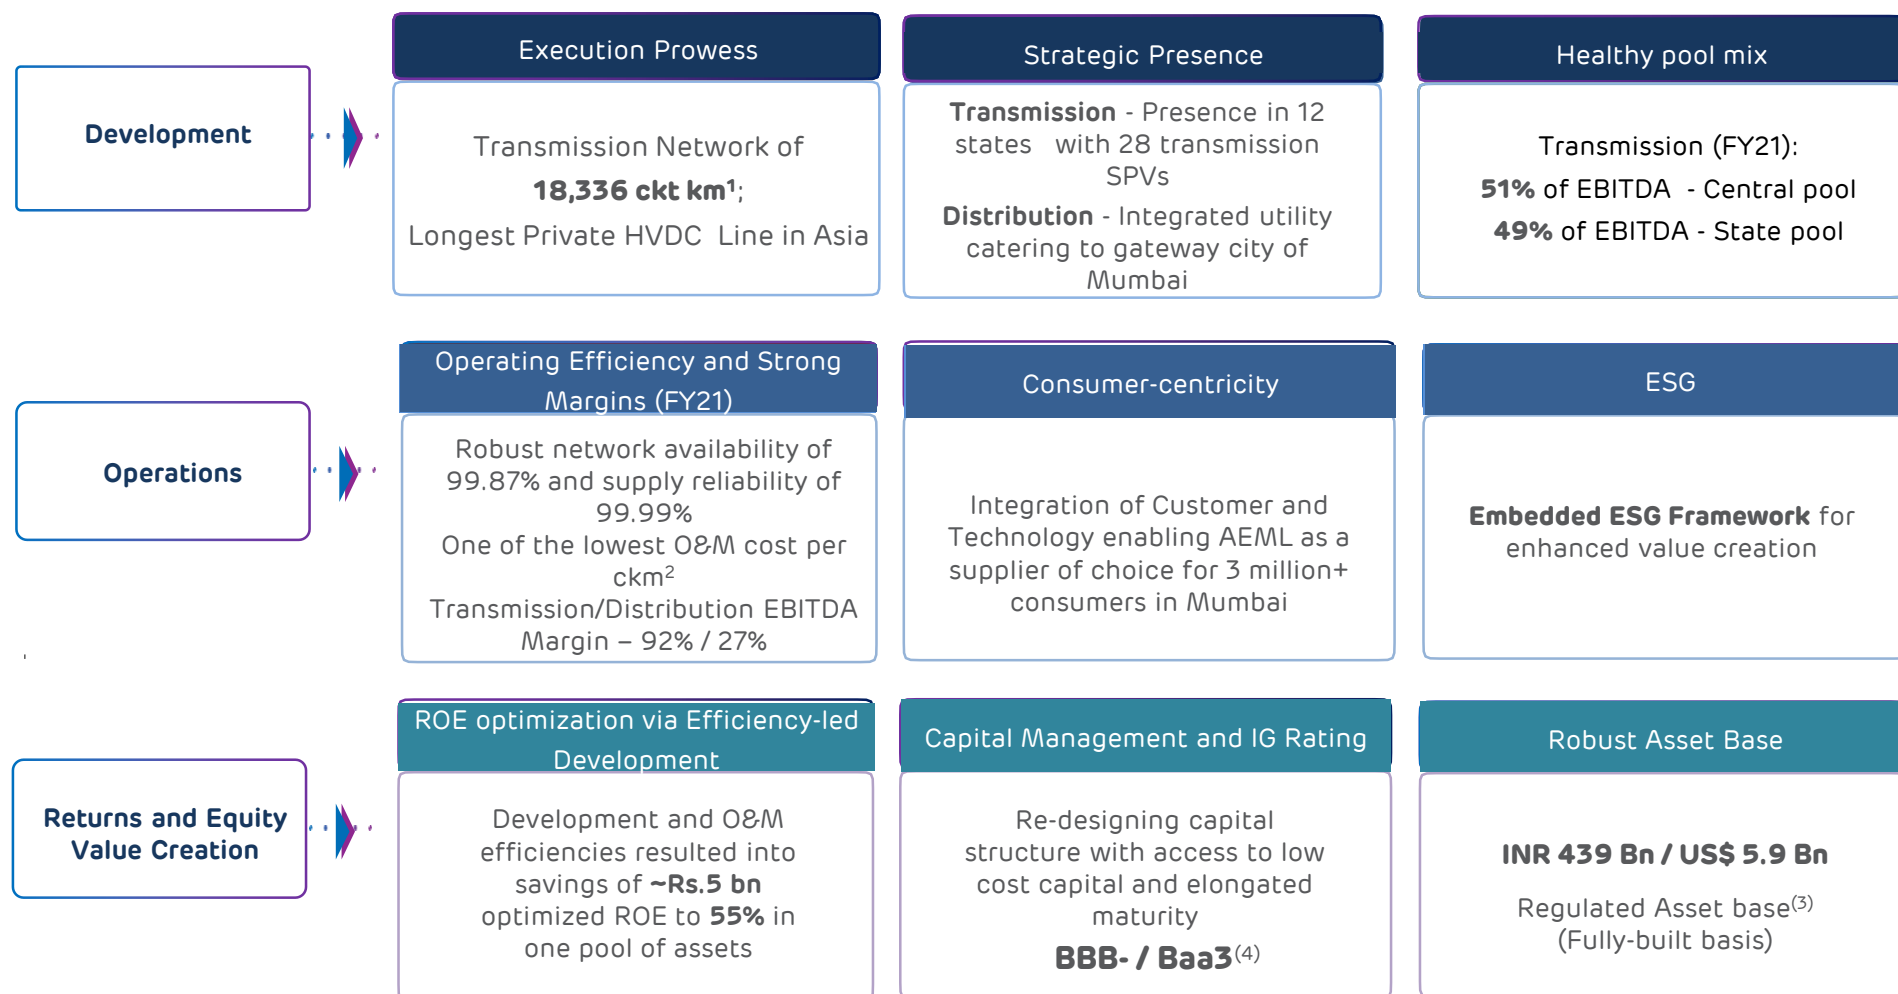 Development
Execution Prowess
Transmission Network of
18,336 ckt km¹;
Longest Private HVDC Line in Asia
Strategic Presence
Transmission - Presence in 12
states with 28 transmission
SPVs
Distribution - Integrated utility
catering to gateway city of
Mumbai
Healthy pool mix
Transmission (FY21):
51% of EBITDA - Central pool
49% of EBITDA - State pool
Operations
Operating Efficiency and Strong
Margins (FY21)
Robust network availability of
99.87% and supply reliability of
99.99%
One of the lowest O&M cost per
ckm²
Transmission/Distribution EBITDA
Margin – 92% / 27%
Consumer-centricity
Integration of Customer and
Technology enabling AEML as a
supplier of choice for 3 million+
consumers in Mumbai
ESG
Embedded ESG Framework for
enhanced value creation
Returns and Equity
Value Creation
ROE optimization via Efficiency-led
Development
Development and O&M
efficiencies resulted into
savings of ~Rs.5 bn
optimized ROE to 55% in
one pool of assets
Capital Management and IG Rating
Re-designing capital
structure with access to low
cost capital and elongated
maturity
BBB- / Baa3⁽⁴⁾
Robust Asset Base
INR 439 Bn / US$ 5.9 Bn
Regulated Asset base⁽³⁾
(Fully-built basis)